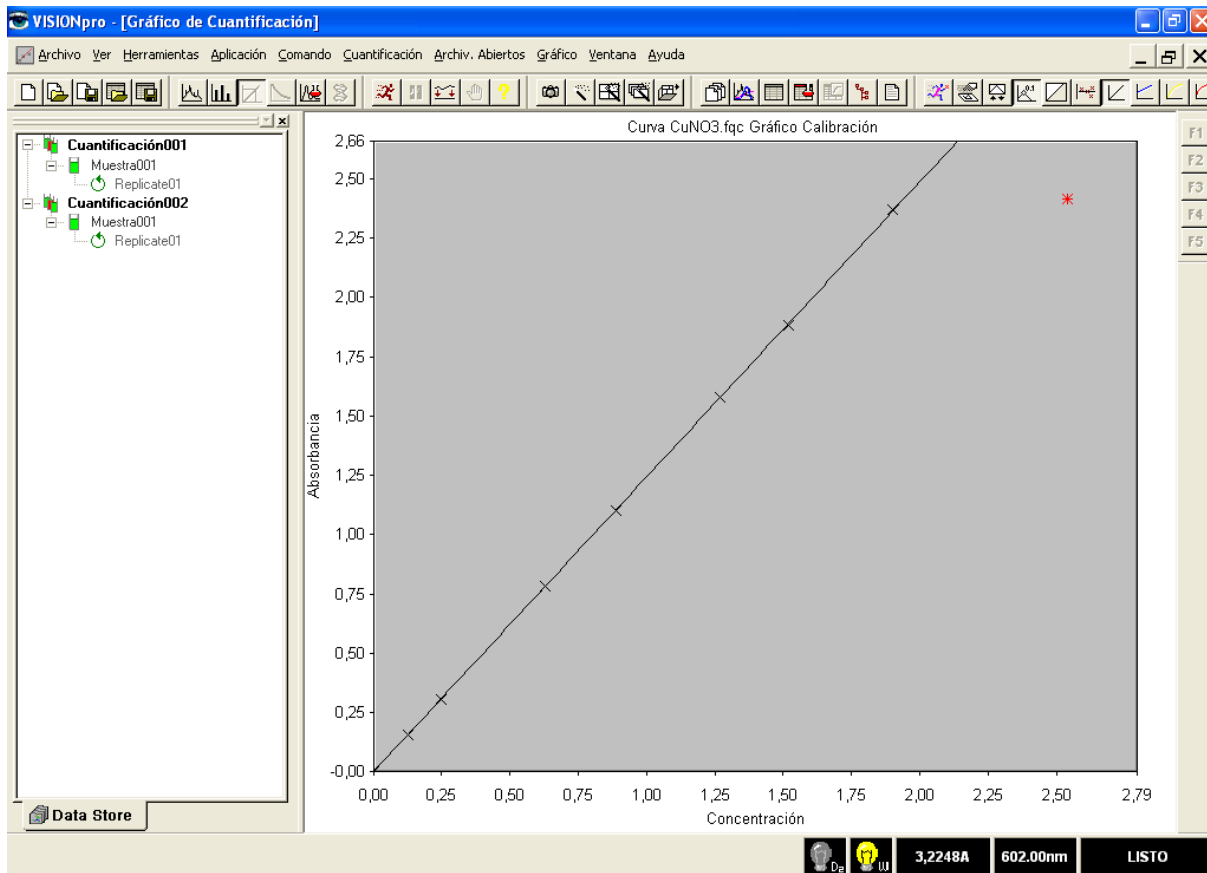 VISIONpro - [Gráfico de Cuantificación]
Archivo Ver Herramientas Aplicación Comando Cuantificación Archiv. Abiertos Gráfico Ventana Ayuda
Cuantificación001
Muestra001
Replicate01
Cuantificación002
Muestra001
Replicate01
Data Store
Curva CuNO3.fqc Gráfico Calibración
2,66
2,50
2,25
2,00
1,75
1,50
1,25
1,00
0,75
0,50
0,25
-0,00
Absorbancia
0,00 0,25 0,50 0,75 1,00 1,25 1,50 1,75 2,00 2,25 2,50 2,79
Concentración
F1
F2
F3
F4
F5
D2 W 3,2248A 602.00nm LISTO